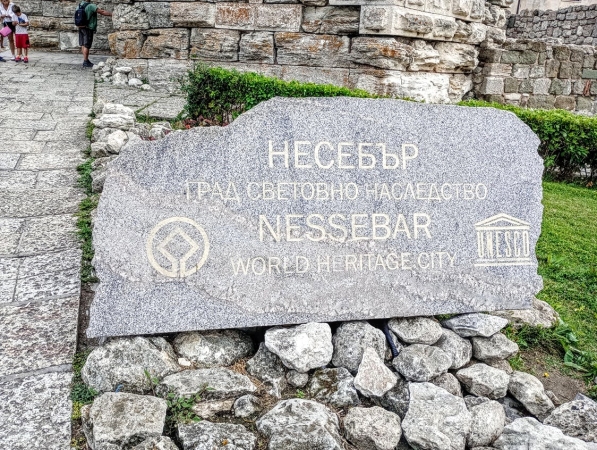 НЕСЕБЪР
ГРАД СВЕТОВНО НАСЛЕДСТВО
NESSEBAR
UNESCO
WORLD HERITAGE CITY